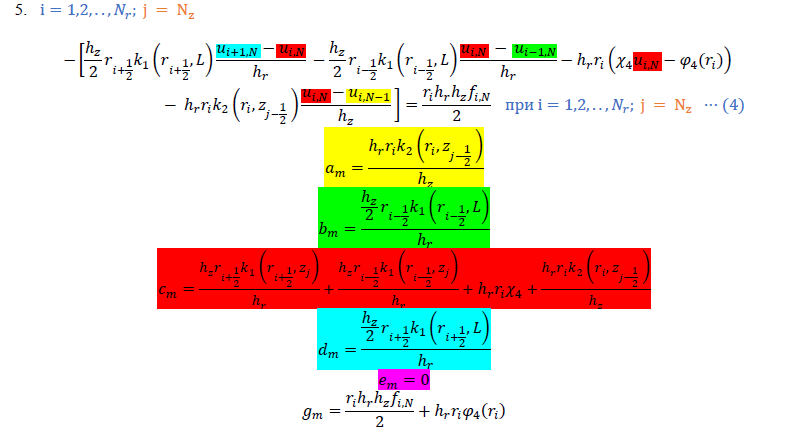 5. i = 1,2,..,N_r; j = N_z
−[h_z/2 r_{i+1/2} k_1(r_{i+1/2}, L) (u_{i+1,N} − u_{i,N})/h_r − h_z/2 r_{i−1/2} k_1(r_{i−1/2}, L) (u_{i,N} − u_{i−1,N})/h_r − h_r r_i (χ_4 u_{i,N} − φ_4(r_i))
− h_r r_i k_2(r_i, z_{j−1/2}) (u_{i,N} − u_{i,N−1})/h_z] = r_i h_r h_z f_{i,N}/2 при i = 1,2,..,N_r; j = N_z ⋯ (4)
a_m = h_r r_i k_2(r_i, z_{j−1/2})/h_z
b_m = h_z/2 r_{i−1/2} k_1(r_{i−1/2}, L)/h_r
c_m = h_z r_{i+1/2} k_1(r_{i+1/2}, z_j)/h_r + h_z r_{i−1/2} k_1(r_{i−1/2}, z_j)/h_r + h_r r_i χ_4 + h_r r_i k_2(r_i, z_{j−1/2})/h_z
d_m = h_z/2 r_{i+1/2} k_1(r_{i+1/2}, L)/h_r
e_m = 0
g_m = r_i h_r h_z f_{i,N}/2 + h_r r_i φ_4(r_i)